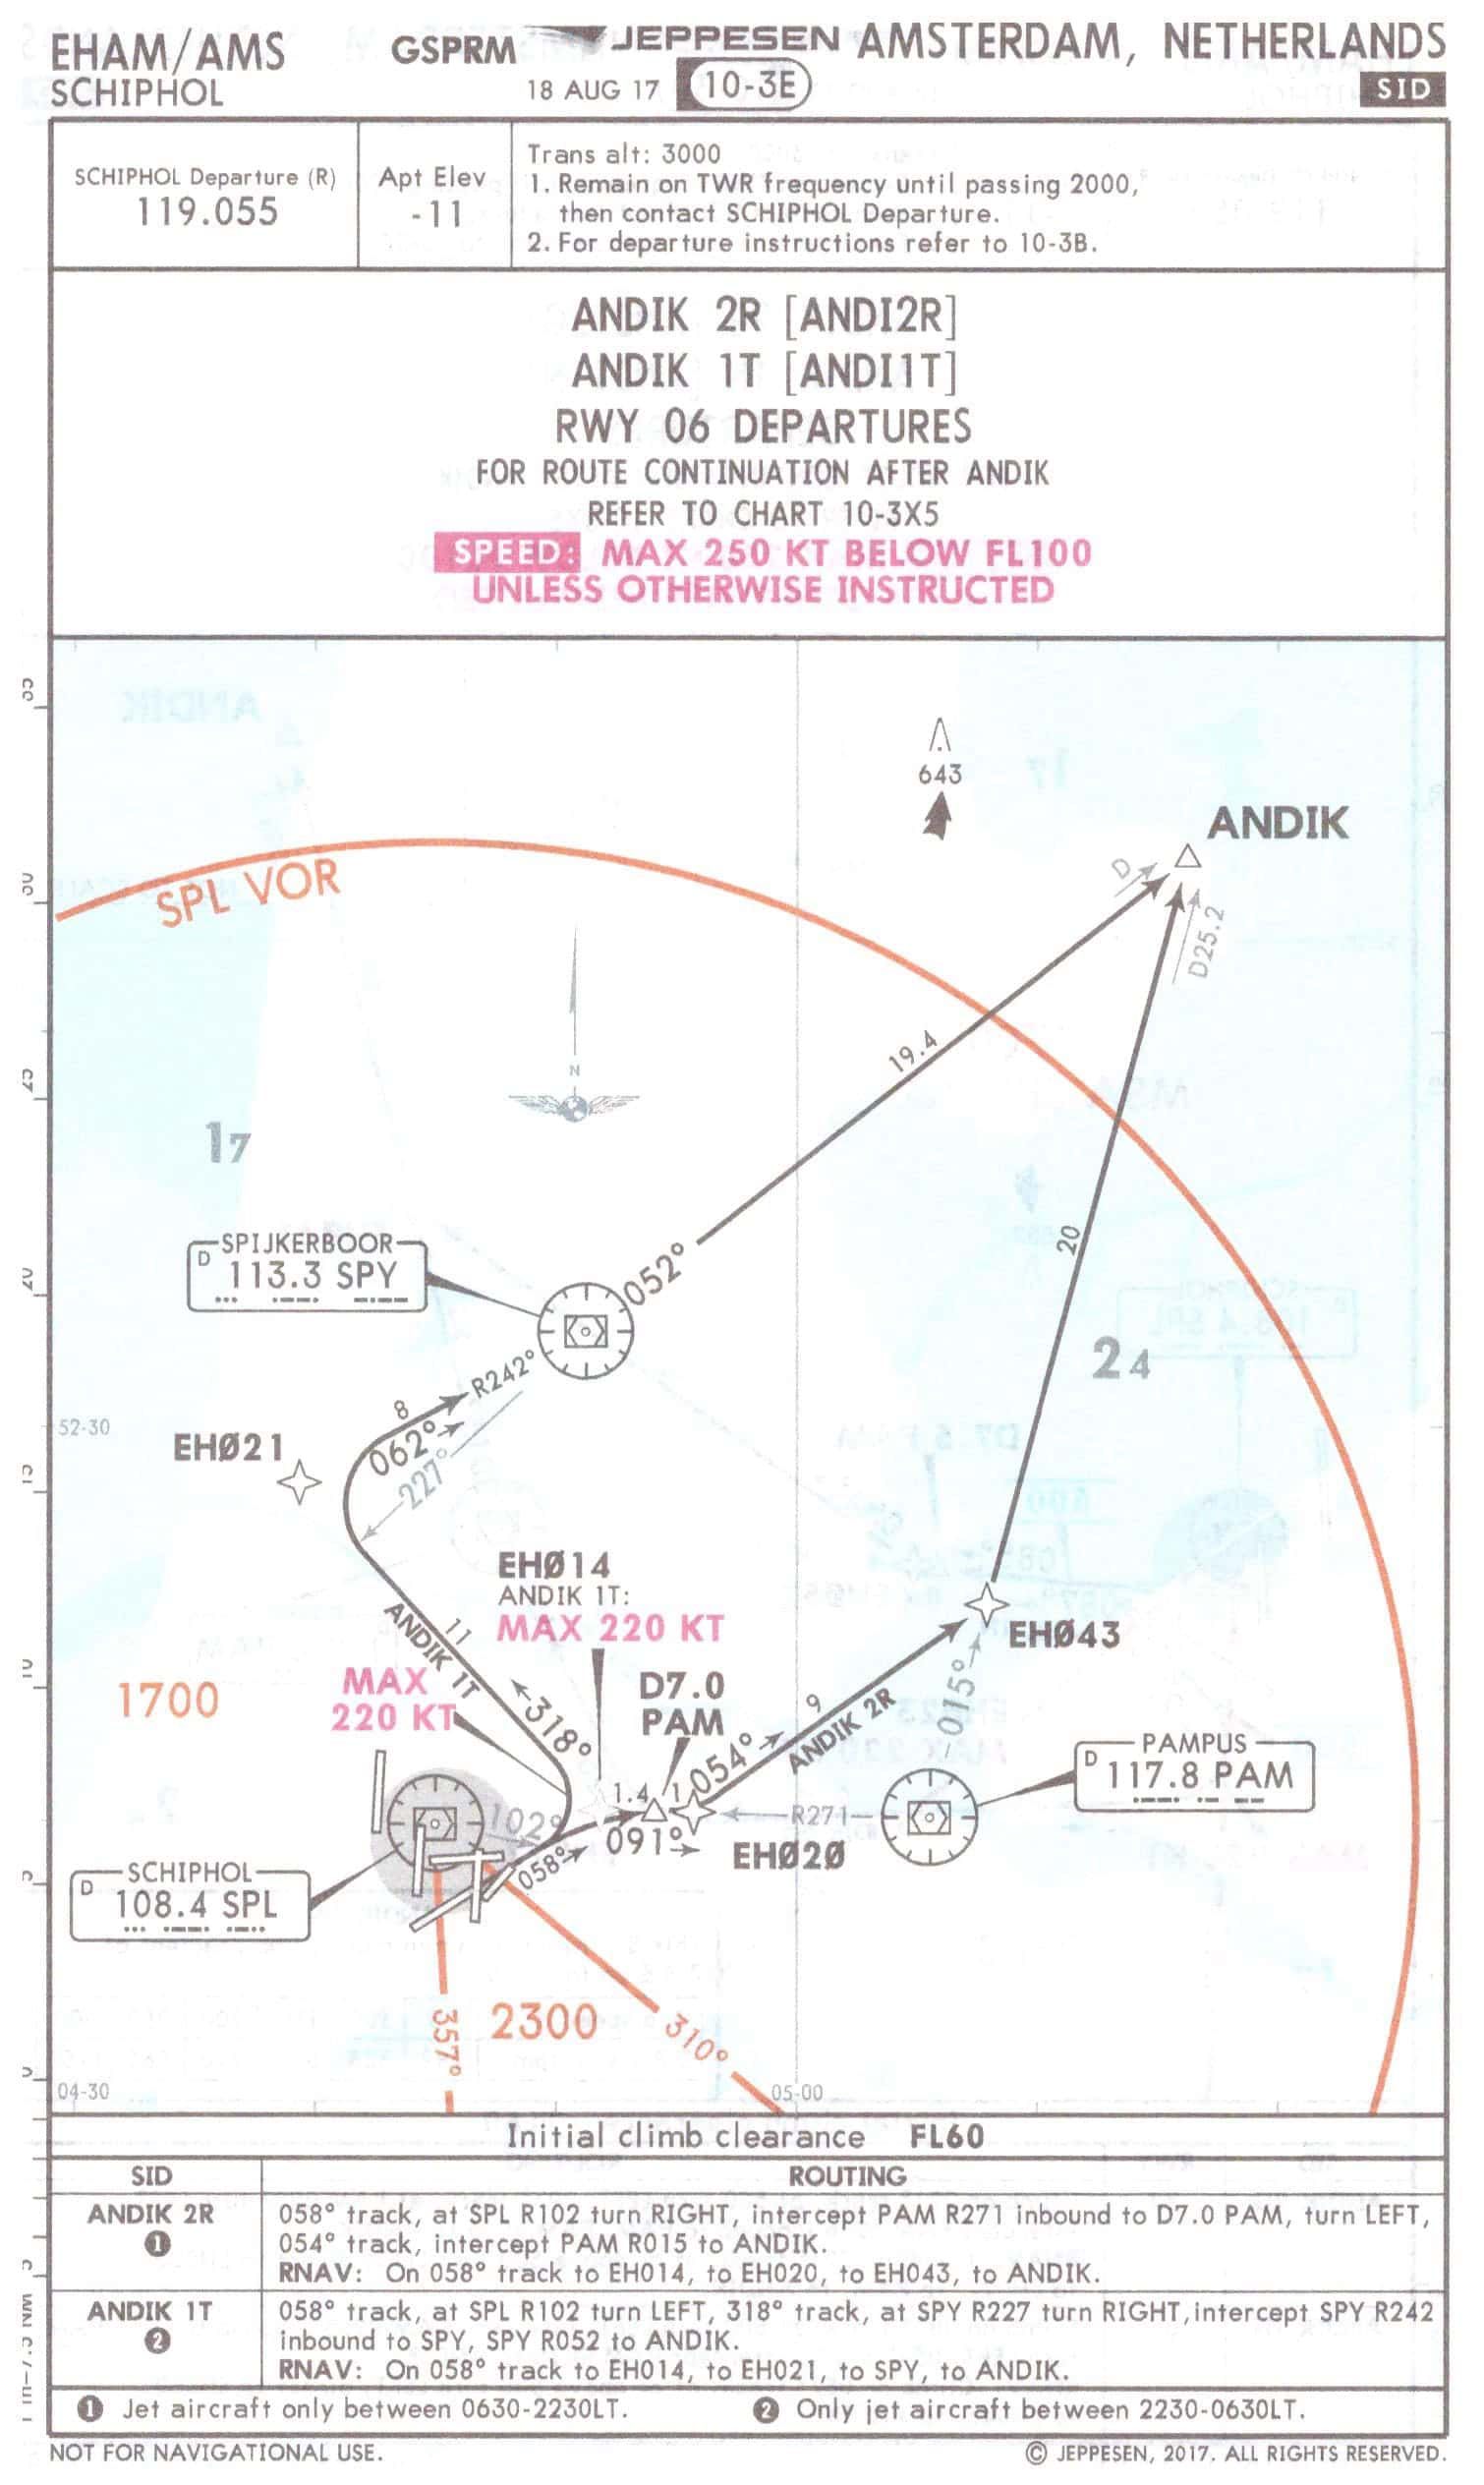 EHAM/AMS
SCHIPHOL
GSPRM
JEPPESEN
18 AUG 17
10-3E
AMSTERDAM, NETHERLANDS
SID
SCHIPHOL Departure (R)
119.055
Apt Elev
-11
Trans alt: 3000
1. Remain on TWR frequency until passing 2000,
then contact SCHIPHOL Departure.
2. For departure instructions refer to 10-3B.
ANDIK 2R [ANDI2R]
ANDIK 1T [ANDI1T]
RWY 06 DEPARTURES
FOR ROUTE CONTINUATION AFTER ANDIK
REFER TO CHART 10-3X5
SPEED: MAX 250 KT BELOW FL100
UNLESS OTHERWISE INSTRUCTED
643
ANDIK
SPL VOR
D
D25.2
19.4
N
17
20
SPIJKERBOOR
D 113.3 SPY
052°
24
R242°
8
062°
227°
52-30
EHØ21
EHØ14
ANDIK 1T:
MAX 220 KT
11
ANDIK 1T
EHØ43
015°
1700
MAX
220 KT
318°
D7.0
PAM
9
ANDIK 2R
054°
PAMPUS
D 117.8 PAM
1.4
1
102°
R271
091°
058°
EHØ2Ø
SCHIPHOL
D 108.4 SPL
357°
2300
310°
04-30
05-00
Initial climb clearance FL60
SID
ROUTING
ANDIK 2R
1
058° track, at SPL R102 turn RIGHT, intercept PAM R271 inbound to D7.0 PAM, turn LEFT,
054° track, intercept PAM R015 to ANDIK.
RNAV: On 058° track to EH014, to EH020, to EH043, to ANDIK.
ANDIK 1T
2
058° track, at SPL R102 turn LEFT, 318° track, at SPY R227 turn RIGHT, intercept SPY R242
inbound to SPY, SPY R052 to ANDIK.
RNAV: On 058° track to EH014, to EH021, to SPY, to ANDIK.
1 Jet aircraft only between 0630-2230LT.
2 Only jet aircraft between 2230-0630LT.
NOT FOR NAVIGATIONAL USE.
© JEPPESEN, 2017. ALL RIGHTS RESERVED.